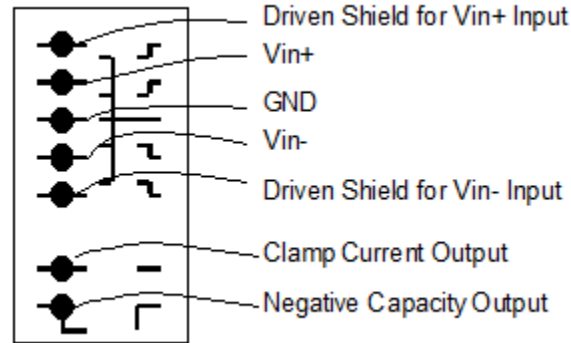 Driven Shield for Vin+ Input
Vin+
GND
Vin-
Driven Shield for Vin- Input
Clamp Current Output
Negative Capacity Output